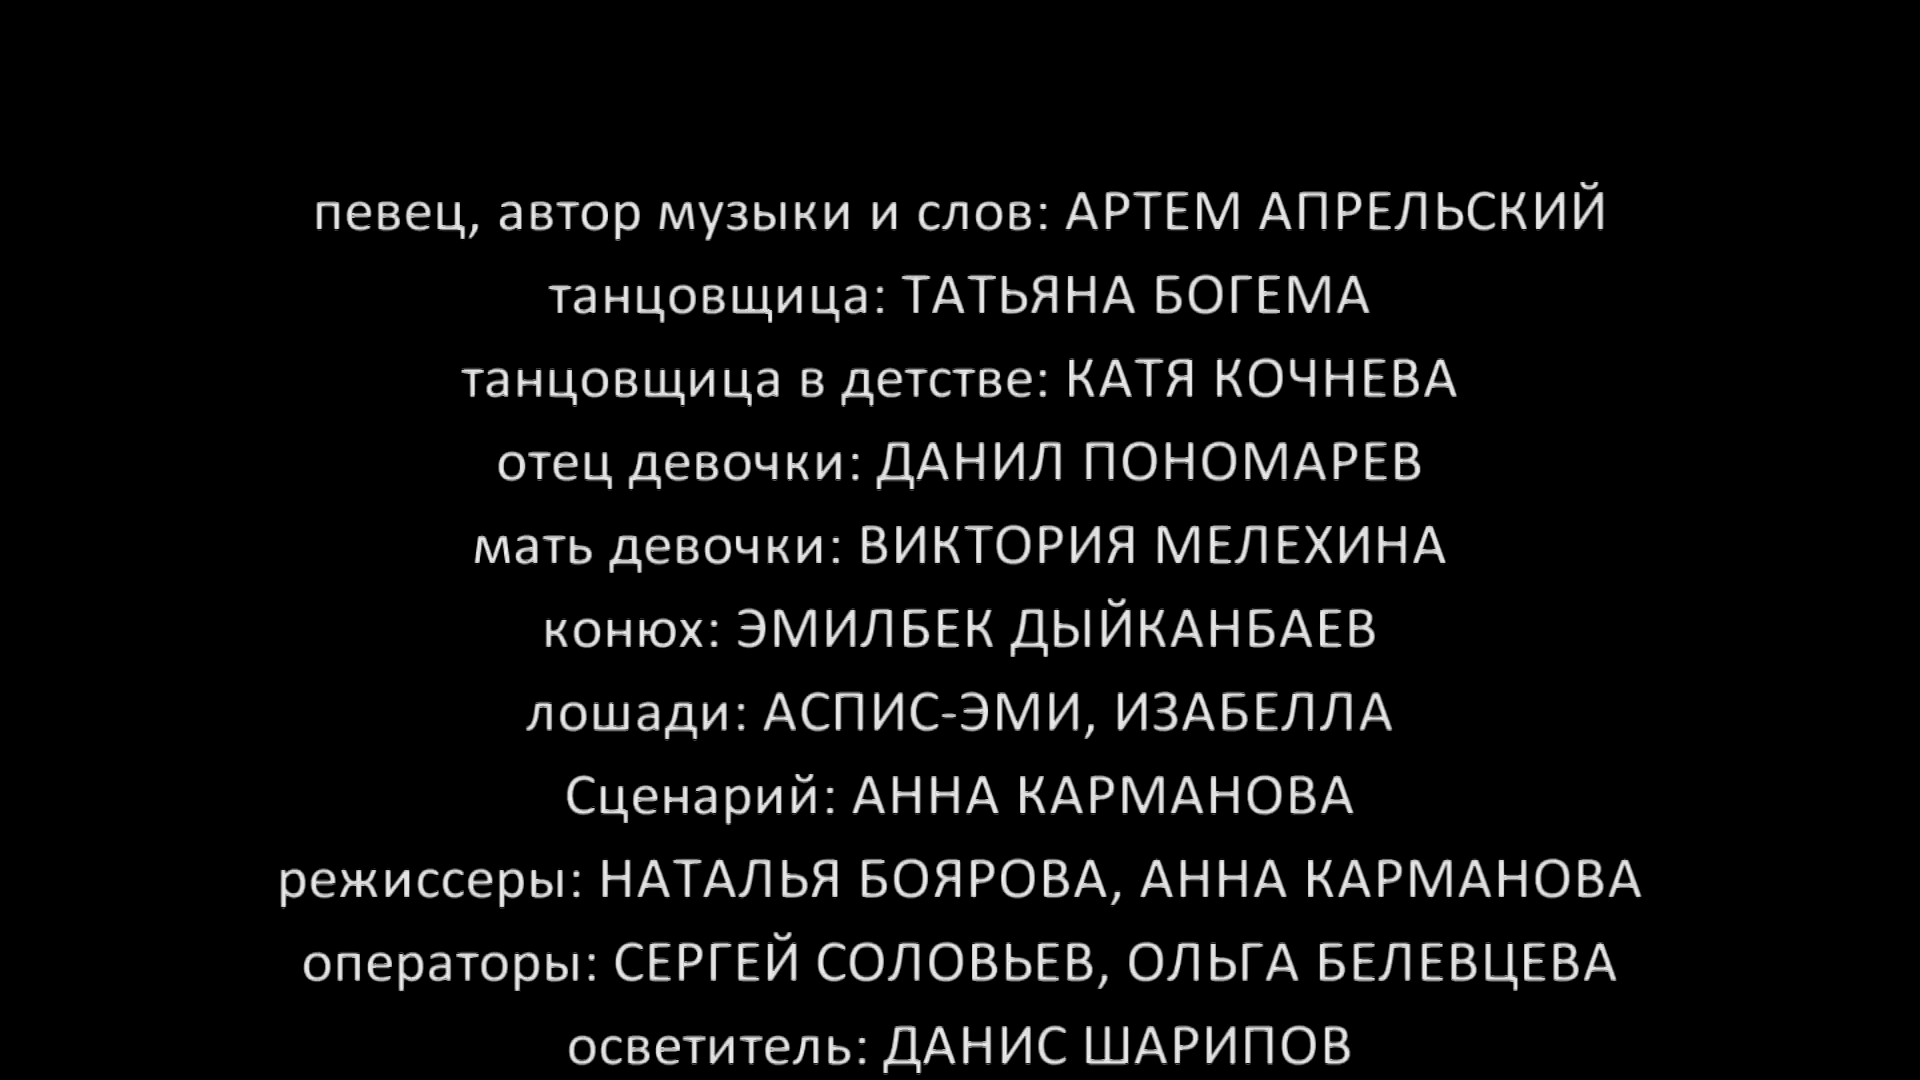 певец, автор музыки и слов: АРТЕМ АПРЕЛЬСКИЙ
танцовщица: ТАТЬЯНА БОГЕМА
танцовщица в детстве: КАТЯ КОЧНЕВА
отец девочки: ДАНИЛ ПОНОМАРЕВ
мать девочки: ВИКТОРИЯ МЕЛЕХИНА
конюх: ЭМИЛБЕК ДЫЙКАНБАЕВ
лошади: АСПИС-ЭМИ, ИЗАБЕЛЛА
Сценарий: АННА КАРМАНОВА
режиссеры: НАТАЛЬЯ БОЯРОВА, АННА КАРМАНОВА
операторы: СЕРГЕЙ СОЛОВЬЕВ, ОЛЬГА БЕЛЕВЦЕВА
осветитель: ДАНИС ШАРИПОВ